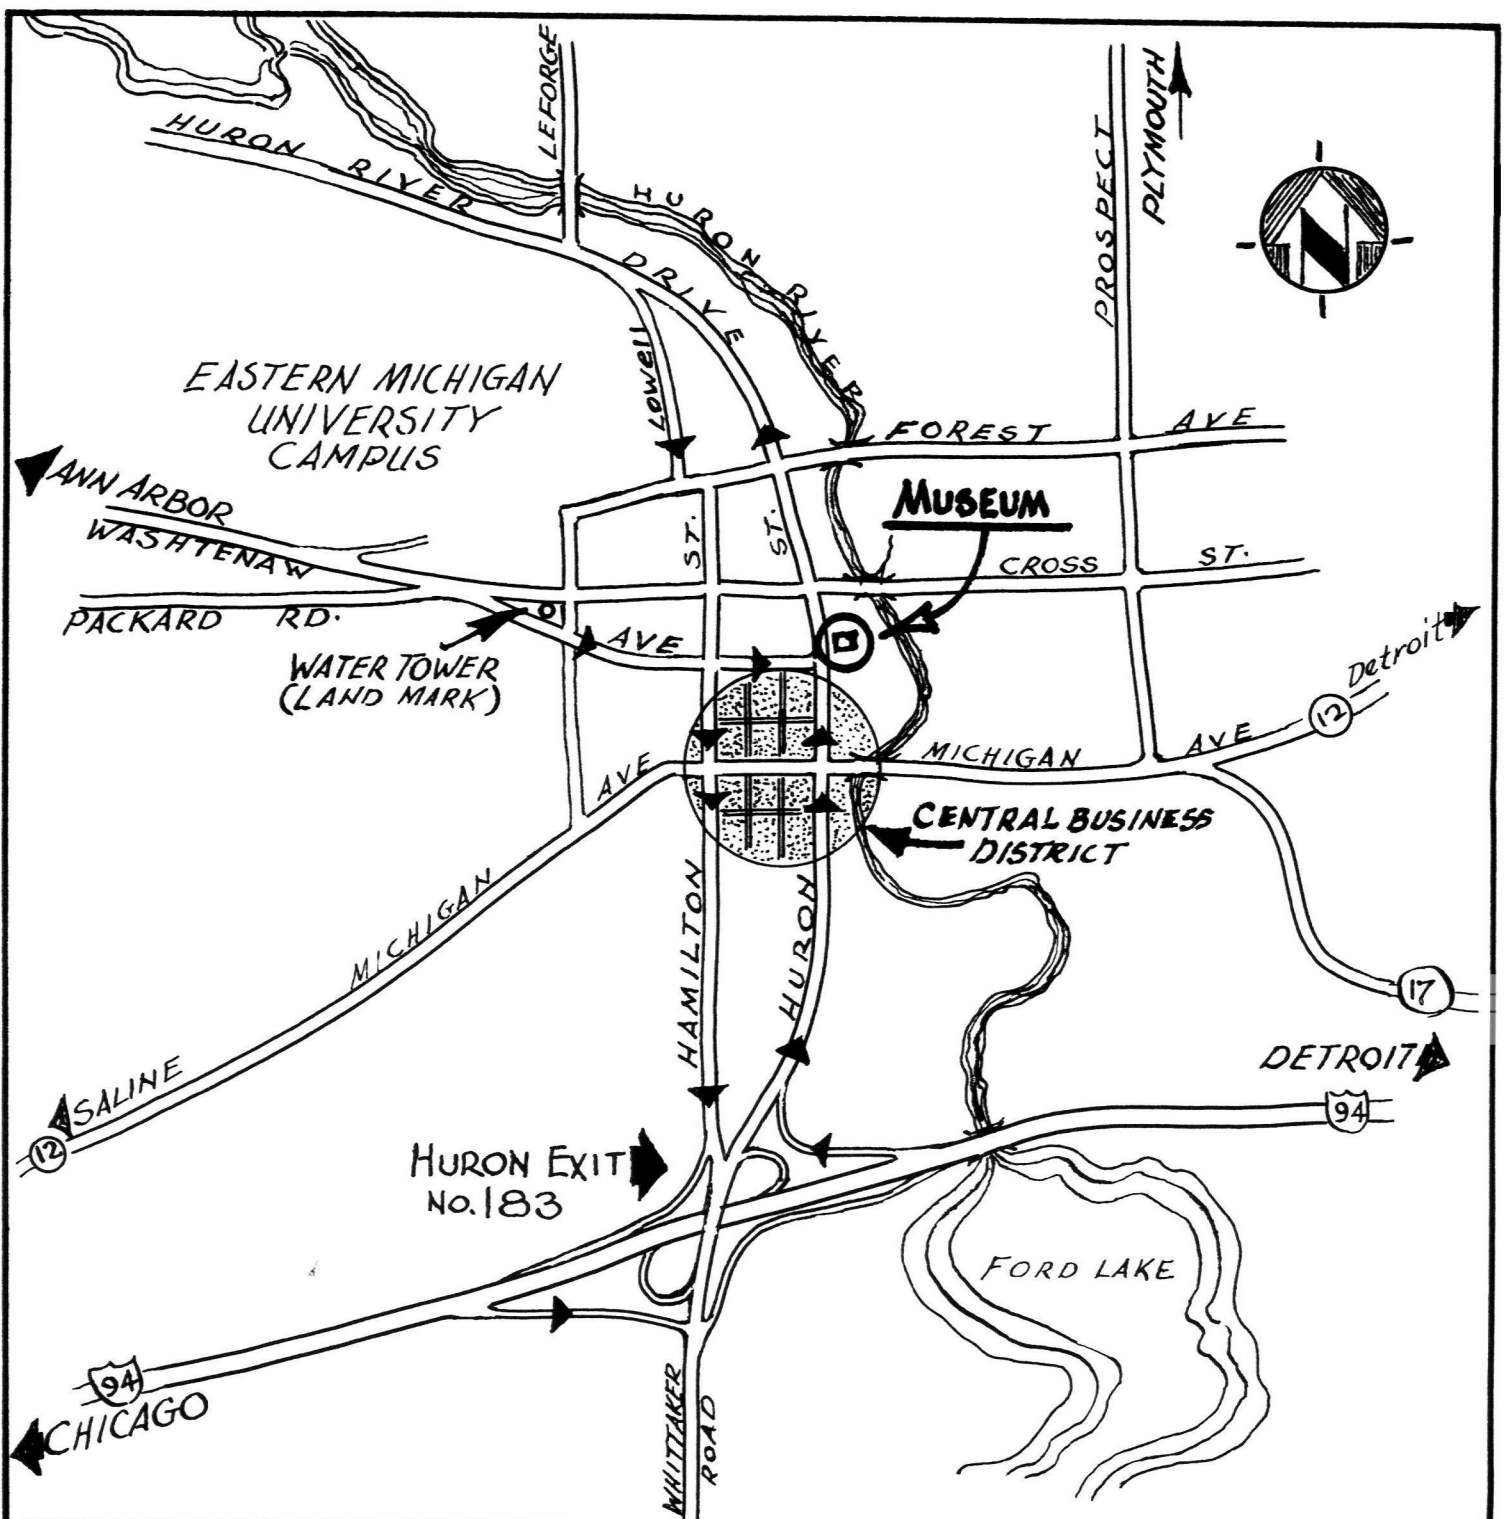 LEFORGE
PLYMOUTH
HURON RIVER DRIVE
HURON RIVER
PROSPECT
N
Lowell
EASTERN MICHIGAN
UNIVERSITY
CAMPUS
FOREST AVE
ANN ARBOR
WASHTENAW AVE
MUSEUM
ST.
ST.
CROSS ST.
PACKARD RD.
WATER TOWER
(LAND MARK)
Detroit
12
MICHIGAN AVE
MICHIGAN AVE
CENTRAL BUSINESS
DISTRICT
HAMILTON
HURON
17
SALINE
12
DETROIT
94
HURON EXIT
NO.183
FORD LAKE
94
CHICAGO
WHITTAKER
ROAD